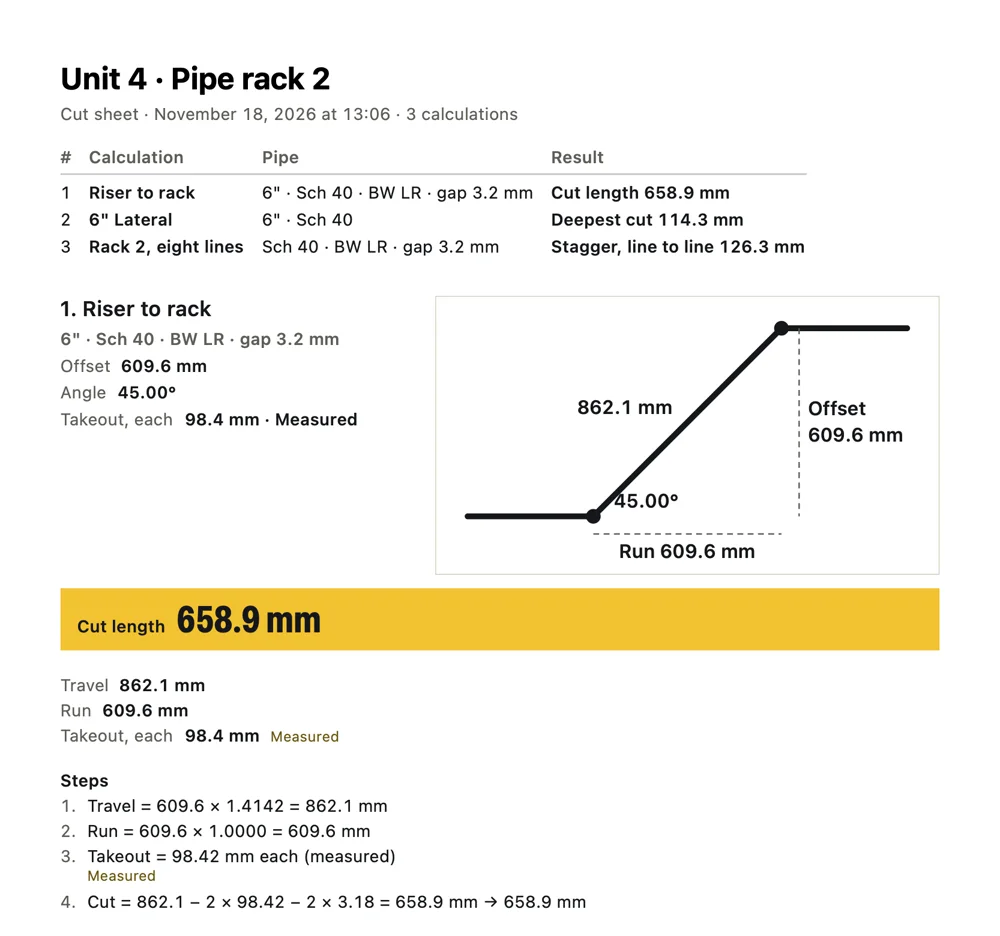 Unit 4 · Pipe rack 2
Cut sheet · November 18, 2026 at 13:06 · 3 calculations
# Calculation Pipe Result
1 Riser to rack 6" · Sch 40 · BW LR · gap 3.2 mm Cut length 658.9 mm
2 6" Lateral 6" · Sch 40 Deepest cut 114.3 mm
3 Rack 2, eight lines Sch 40 · BW LR · gap 3.2 mm Stagger, line to line 126.3 mm
1. Riser to rack
6" · Sch 40 · BW LR · gap 3.2 mm
Offset 609.6 mm
Angle 45.00°
Takeout, each 98.4 mm · Measured
862.1 mm
Offset
609.6 mm
45.00°
Run 609.6 mm
Cut length 658.9 mm
Travel 862.1 mm
Run 609.6 mm
Takeout, each 98.4 mm Measured
Steps
1. Travel = 609.6 × 1.4142 = 862.1 mm
2. Run = 609.6 × 1.0000 = 609.6 mm
3. Takeout = 98.42 mm each (measured)
Measured
4. Cut = 862.1 − 2 × 98.42 − 2 × 3.18 = 658.9 mm → 658.9 mm